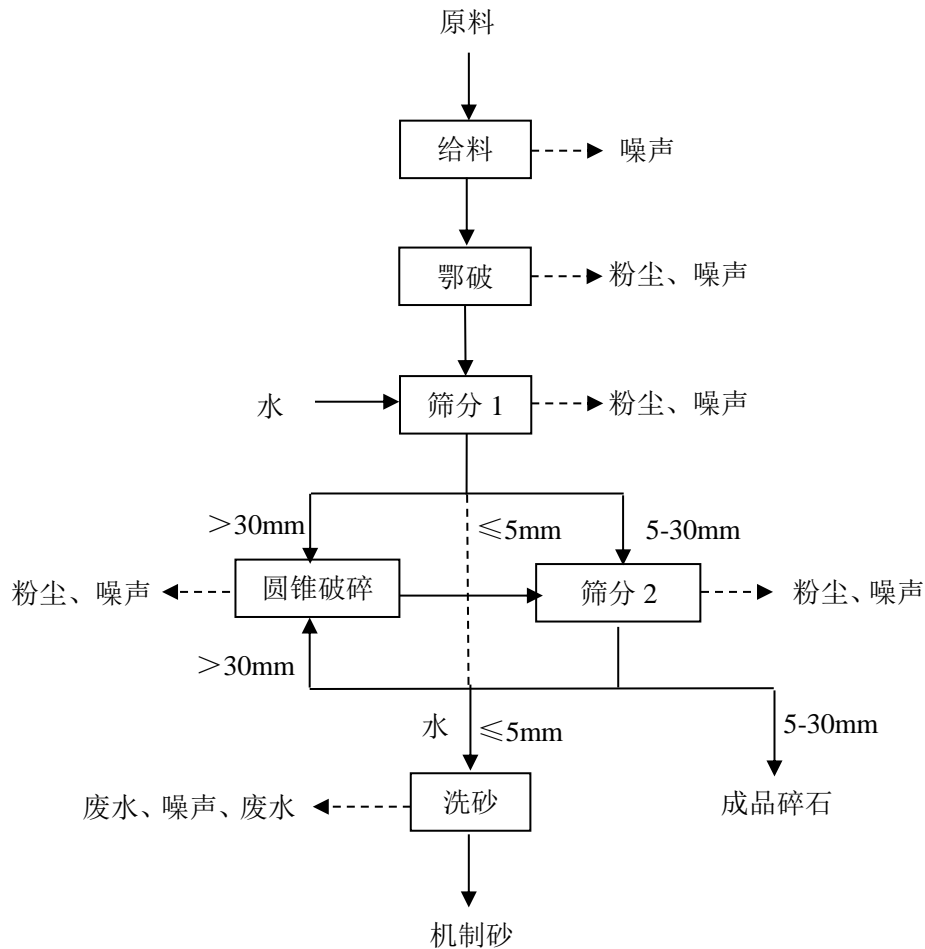 原料
给料
噪声
鄂破
粉尘、噪声
水
筛分 1
粉尘、噪声
＞30mm
≤5mm
5-30mm
粉尘、噪声
圆锥破碎
筛分 2
粉尘、噪声
＞30mm
水
≤5mm
5-30mm
废水、噪声、废水
洗砂
成品碎石
机制砂